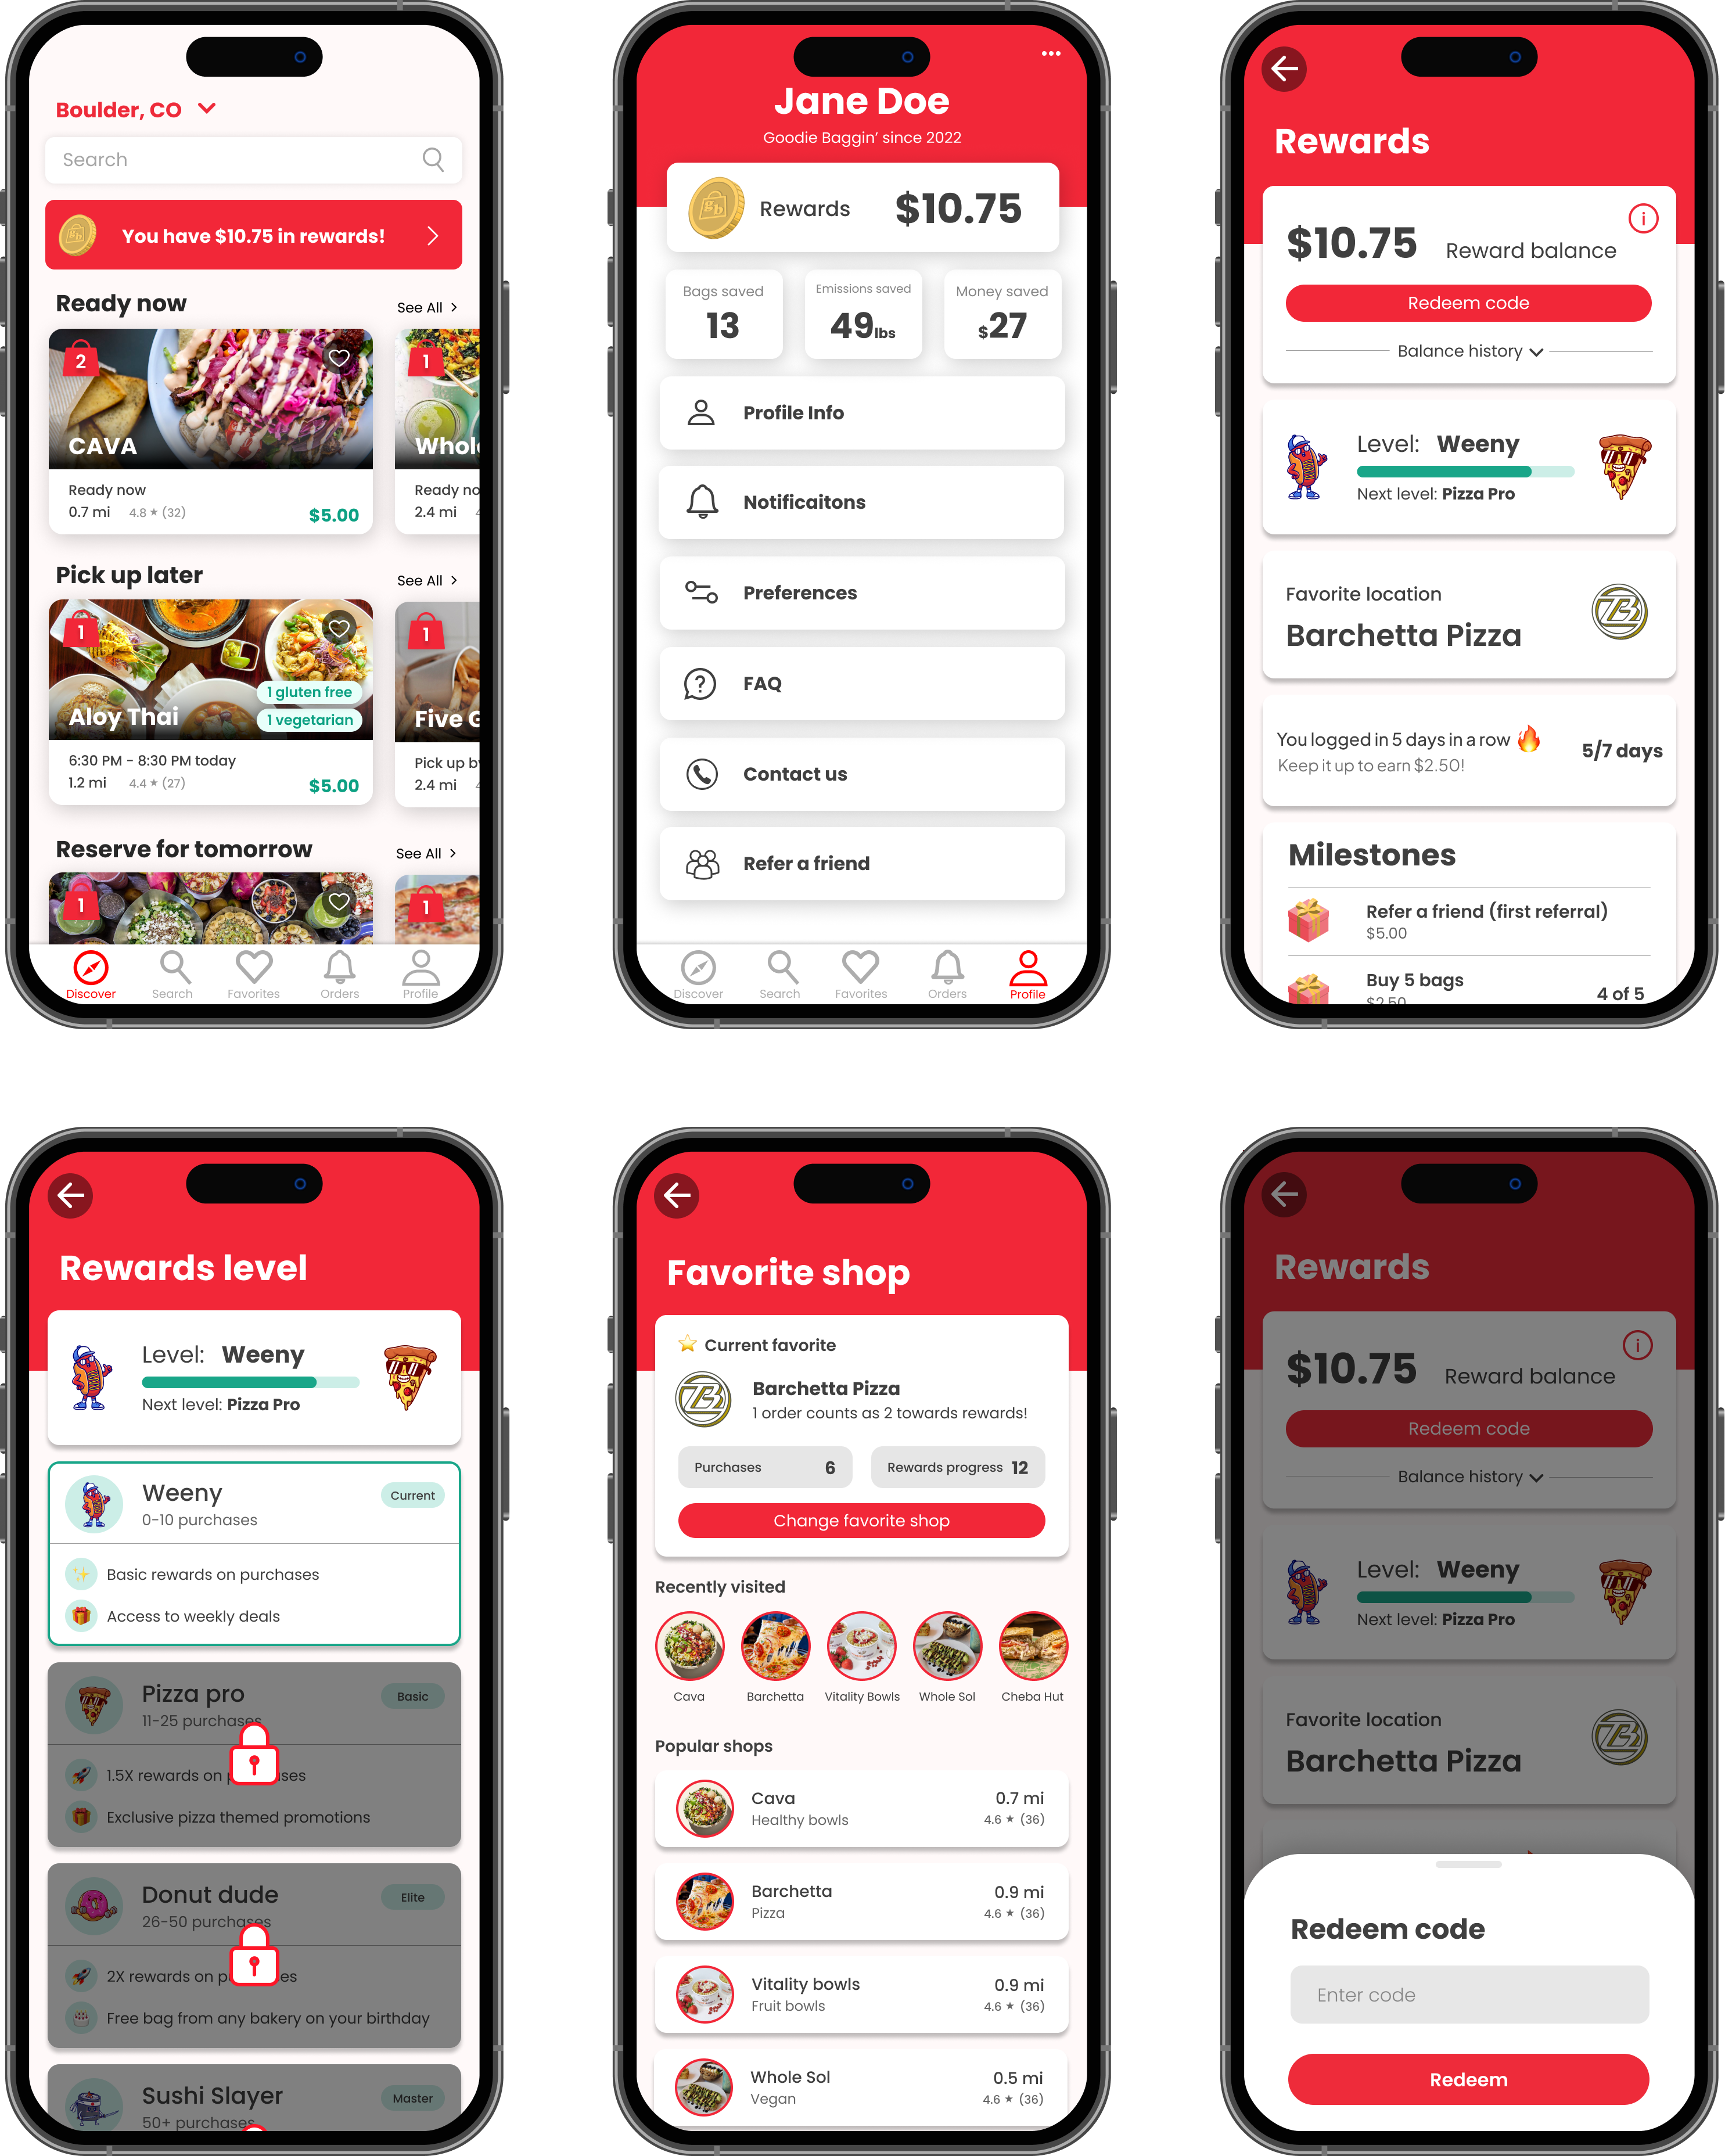 Boulder, CO
Search
You have $10.75 in rewards!
Ready now
See All
2
1
CAVA
Whol
Ready now
Ready no
0.7 mi
4.8 ★ (32)
$5.00
2.4 mi
Pick up later
See All
1
1
1 gluten free
1 vegetarian
Aloy Thai
Five G
6:30 PM - 8:30 PM today
Pick up by
1.2 mi
4.4 ★ (27)
$5.00
2.4 mi
Reserve for tomorrow
See All
1
1
Discover
Search
Favorites
Orders
Profile
Jane Doe
Goodie Baggin’ since 2022
gb
Rewards
$10.75
Bags saved
13
Emissions saved
49lbs
Money saved
$27
Profile Info
Notificaitons
Preferences
FAQ
Contact us
Refer a friend
Discover
Search
Favorites
Orders
Profile
Rewards
$10.75
Reward balance
Redeem code
Balance history
Level: Weeny
Next level: Pizza Pro
Favorite location
Barchetta Pizza
You logged in 5 days in a row 🔥
Keep it up to earn $2.50!
5/7 days
Milestones
Refer a friend (first referral)
$5.00
Buy 5 bags
$2.50
4 of 5
Rewards level
Level: Weeny
Next level: Pizza Pro
Weeny
Current
0-10 purchases
Basic rewards on purchases
Access to weekly deals
Pizza pro
Basic
11-25 purchases
1.5X rewards on p ses
Exclusive pizza themed promotions
Donut dude
Elite
26-50 purchases
2X rewards on p es
Free bag from any bakery on your birthday
Sushi Slayer
Master
50+ purchases
Favorite shop
Current favorite
Barchetta Pizza
1 order counts as 2 towards rewards!
Purchases 6
Rewards progress 12
Change favorite shop
Recently visited
Cava
Barchetta
Vitality Bowls
Whole Sol
Cheba Hut
Popular shops
Cava
0.7 mi
Healthy bowls
4.6 ★ (36)
Barchetta
0.9 mi
Pizza
4.6 ★ (36)
Vitality bowls
0.9 mi
Fruit bowls
4.6 ★ (36)
Whole Sol
0.5 mi
Vegan
4.6 ★ (36)
Rewards
$10.75
Reward balance
Redeem code
Balance history
Level: Weeny
Next level: Pizza Pro
Favorite location
Barchetta Pizza
Redeem code
Enter code
Redeem